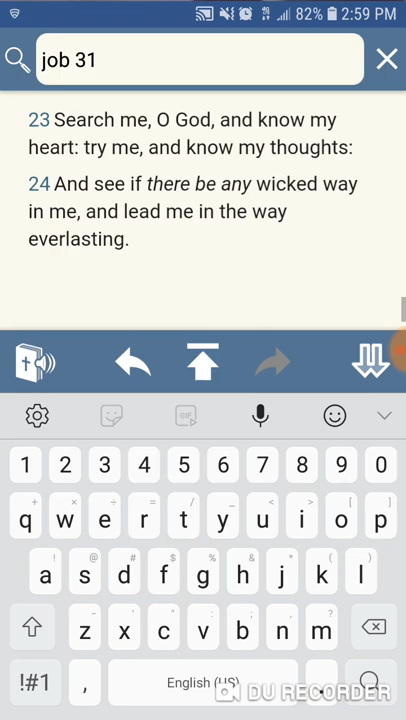 82% 2:59 PM
job 31
23 Search me, O God, and know my
heart: try me, and know my thoughts:
24 And see if there be any wicked way
in me, and lead me in the way
everlasting.
GIF
1 2 3 4 5 6 7 8 9 0
+ × ÷ = / _ < > [ ]
q w e r t y u i o p
! @ # $ % ^ & * ( )
a s d f g h j k l
- ' " : ; , ?
z x c v b n m
!#1 , English (US) .
DU RECORDER